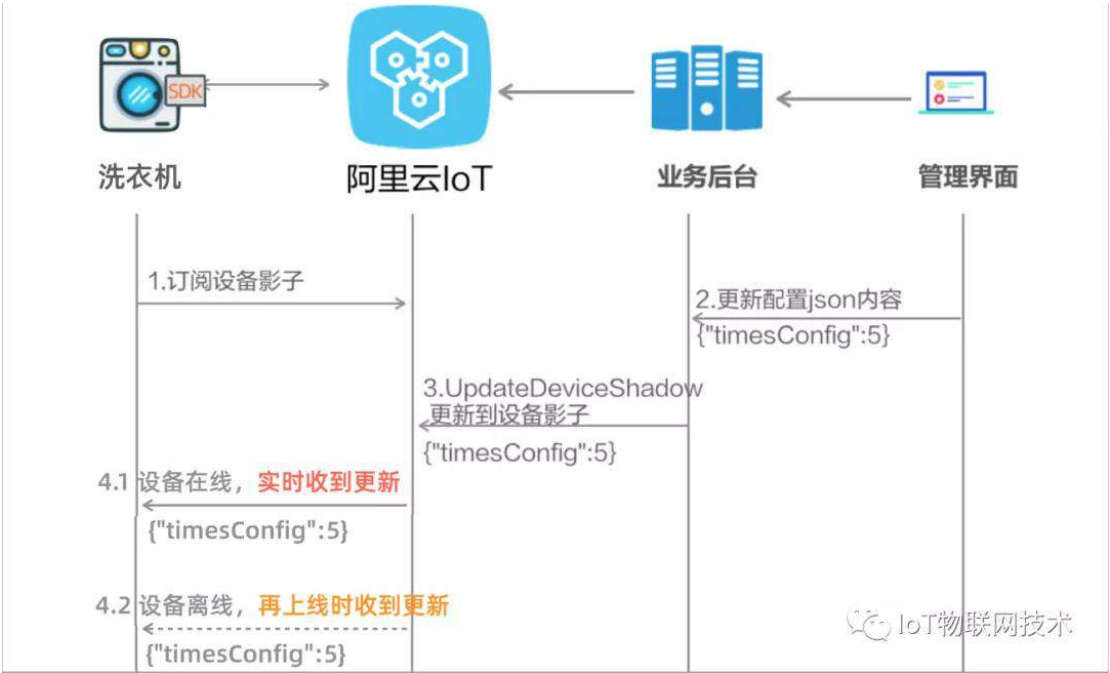 SDK
洗衣机
阿里云IoT
业务后台
管理界面
1.订阅设备影子
2.更新配置json内容
{"timesConfig":5}
3.UpdateDeviceShadow
更新到设备影子
{"timesConfig":5}
4.1 设备在线，实时收到更新
{"timesConfig":5}
4.2 设备离线，再上线时收到更新
{"timesConfig":5}
IoT物联网技术